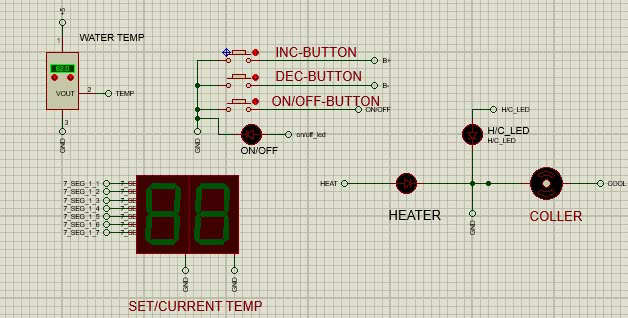 +5
WATER TEMP
1
VOUT
2
TEMP
3
GND
INC-BUTTON
B+
DEC-BUTTON
B-
ON/OFF-BUTTON
ON/OFF
GND
on/off_led
ON/OFF
H/C_LED
H/C_LED
H/C_LED
HEAT
COOL
HEATER
GND
COLLER
7_SEG_1_1
7_SEG_1_2
7_SEG_1_3
7_SEG_1_4
7_SEG_1_5
7_SEG_1_6
7_SEG_1_7
GND
GND
SET/CURRENT TEMP